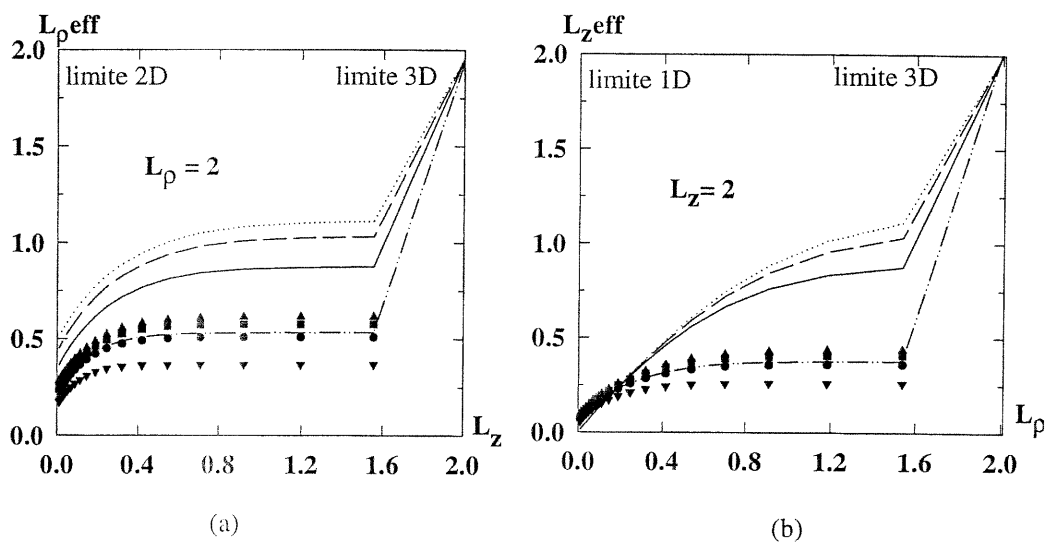 Lρeff
2.0
limite 2D limite 3D
1.5
Lρ = 2
1.0
0.5
0.0
Lz
0.0 0.4 0.8 1.2 1.6 2.0
(a)
Lzeff
2.0
limite 1D limite 3D
1.5
Lz= 2
1.0
0.5
0.0
Lρ
0.0 0.4 0.8 1.2 1.6 2.0
(b)